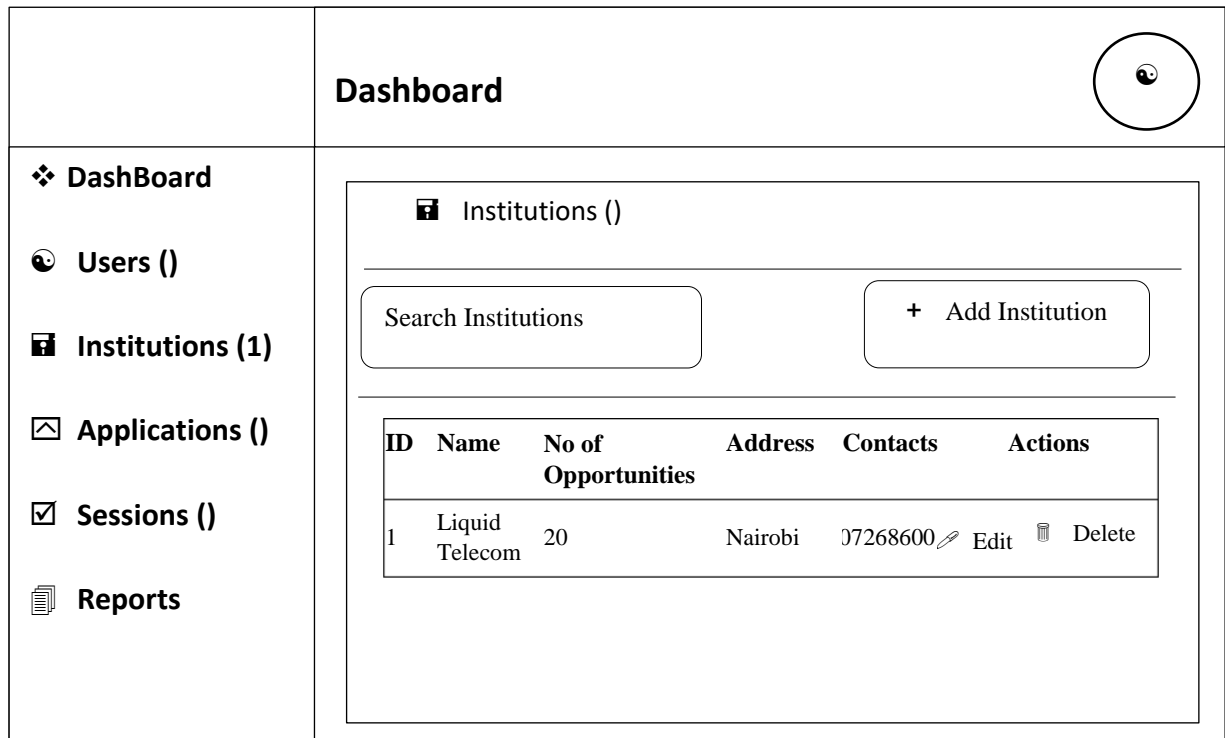 Dashboard
DashBoard
Users ()
Institutions (1)
Applications ()
Sessions ()
Reports
Institutions ()
Search Institutions
+ Add Institution
ID Name No of Opportunities Address Contacts Actions
1 Liquid Telecom 20 Nairobi 07268600 Edit Delete